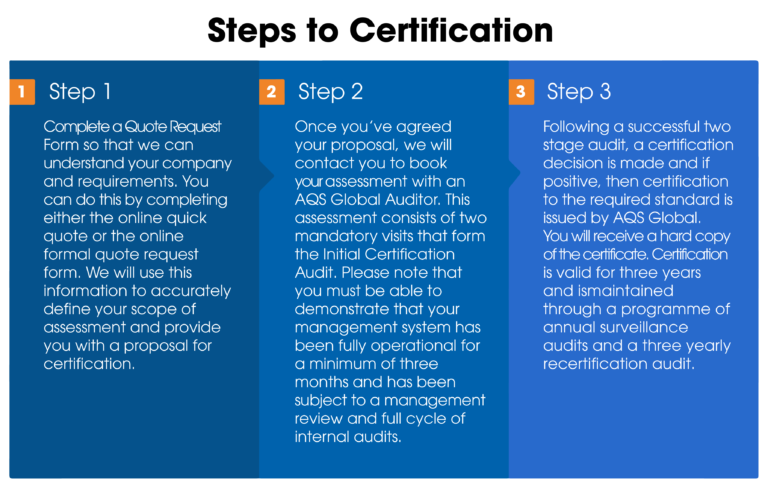 Steps to Certification
1 Step 1
Complete a Quote Request
Form so that we can
understand your company
and requirements. You
can do this by completing
either the online quick
quote or the online
formal quote request
form. We will use this
information to accurately
define your scope of
assessment and provide
you with a proposal for
certification.
2 Step 2
Once you've agreed
your proposal, we will
contact you to book
your assessment with an
AQS Global Auditor. This
assessment consists of two
mandatory visits that form
the Initial Certification
Audit. Please note that
you must be able to
demonstrate that your
management system has
been fully operational for
a minimum of three
months and has been
subject to a management
review and full cycle of
internal audits.
3 Step 3
Following a successful two
stage audit, a certification
decision is made and if
positive, then certification
to the required standard is
issued by AQS Global.
You will receive a hard copy
of the certificate. Certification
is valid for three years
and ismaintained
through a programme of
annual surveillance
audits and a three yearly
recertification audit.